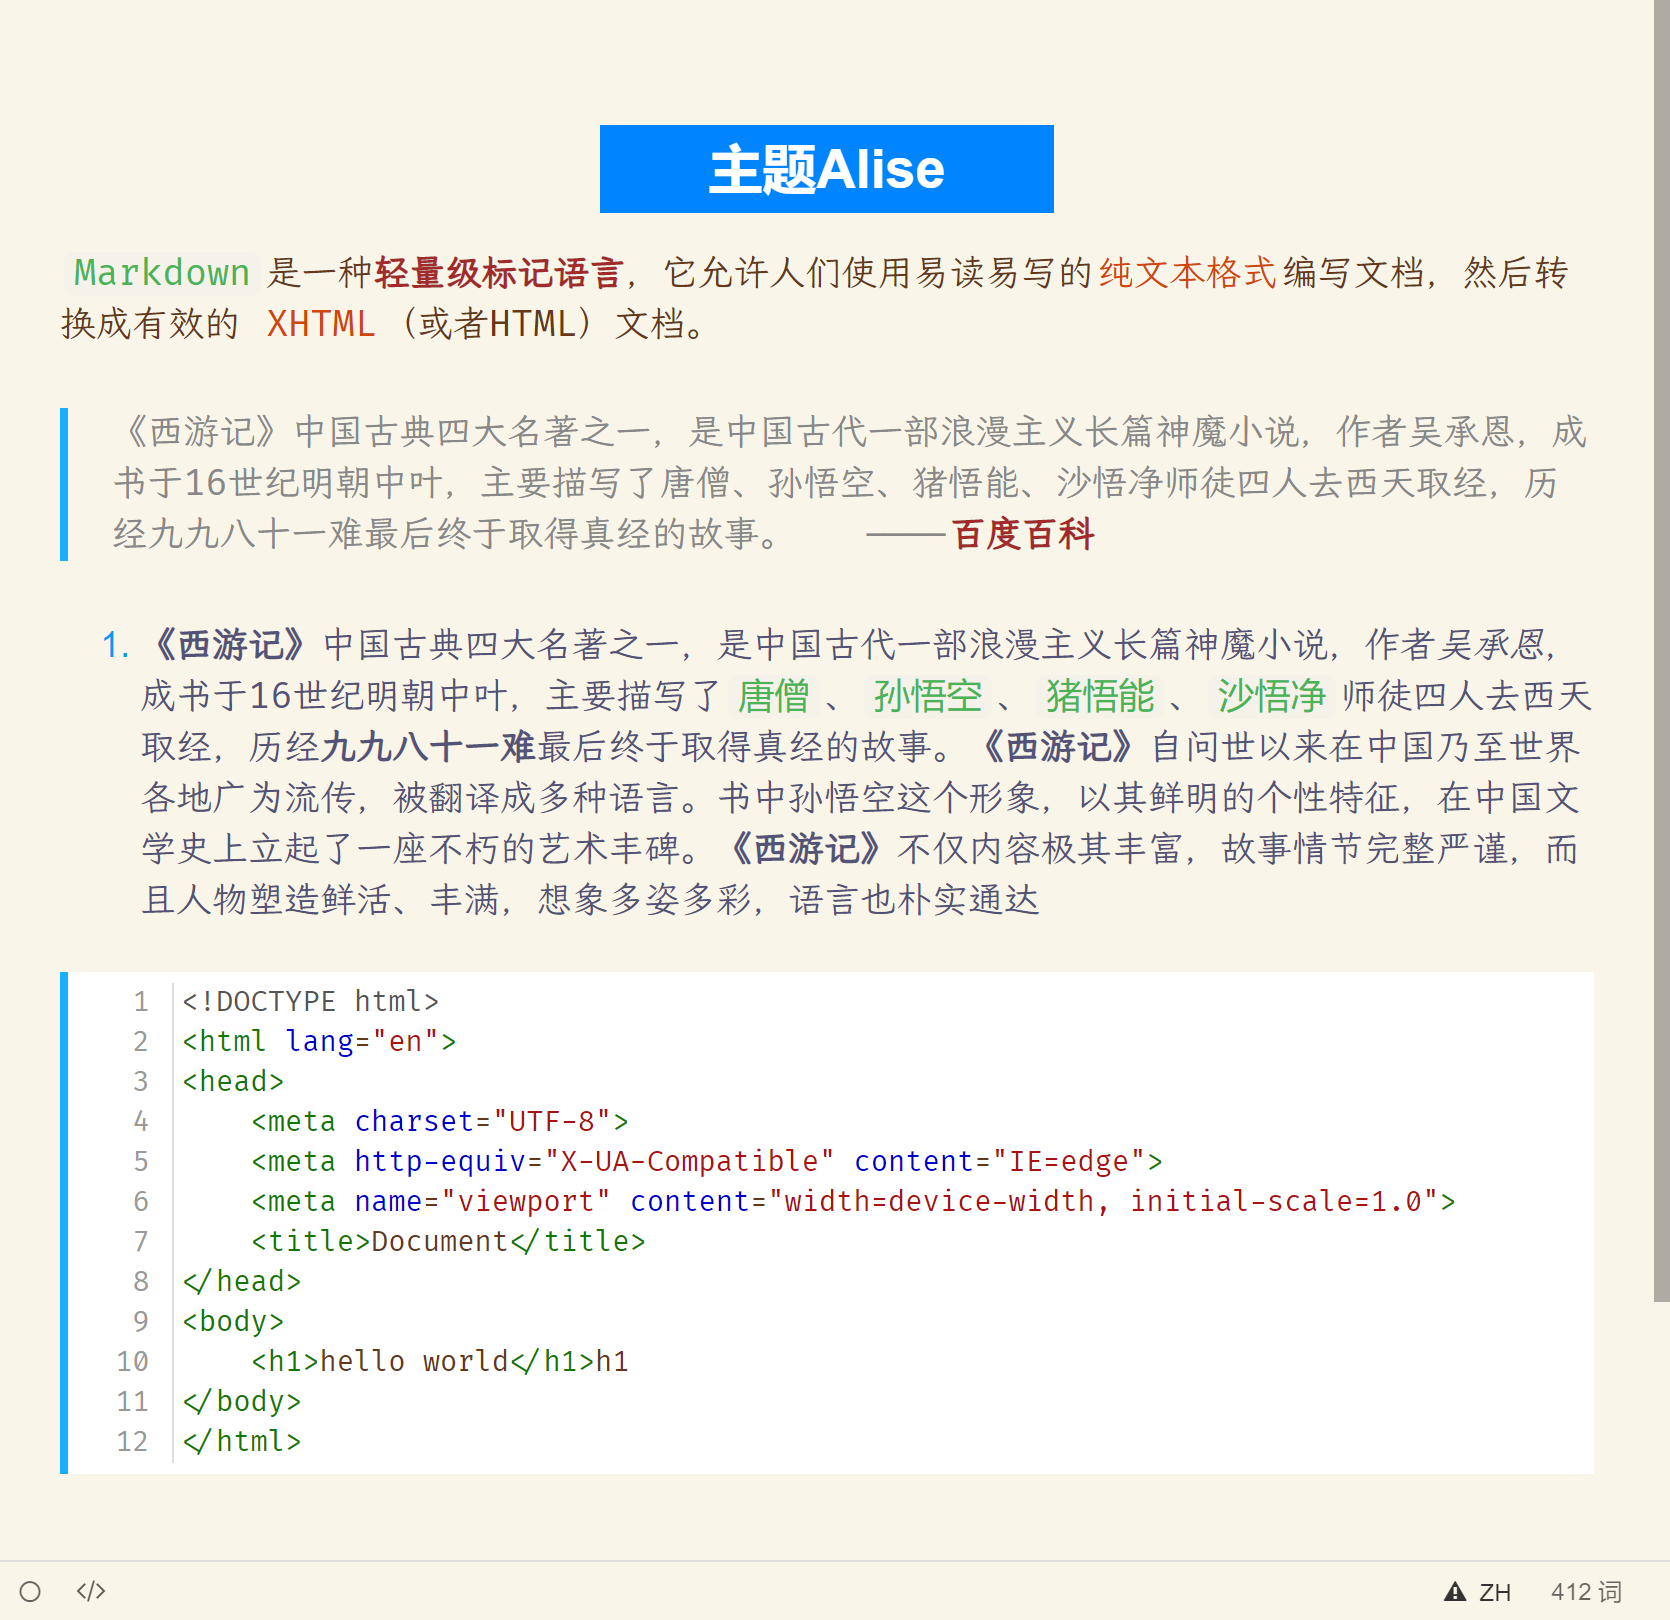 主题Alise
Markdown 是一种轻量级标记语言，它允许人们使用易读易写的纯文本格式编写文档，然后转
换成有效的 XHTML（或者HTML）文档。
《西游记》中国古典四大名著之一，是中国古代一部浪漫主义长篇神魔小说，作者吴承恩，成
书于16世纪明朝中叶，主要描写了唐僧、孙悟空、猪悟能、沙悟净师徒四人去西天取经，历
经九九八十一难最后终于取得真经的故事。 ——百度百科
1. 《西游记》中国古典四大名著之一，是中国古代一部浪漫主义长篇神魔小说，作者吴承恩，
成书于16世纪明朝中叶，主要描写了 唐僧 、 孙悟空 、 猪悟能 、 沙悟净 师徒四人去西天
取经，历经九九八十一难最后终于取得真经的故事。《西游记》自问世以来在中国乃至世界
各地广为流传，被翻译成多种语言。书中孙悟空这个形象，以其鲜明的个性特征，在中国文
学史上立起了一座不朽的艺术丰碑。《西游记》不仅内容极其丰富，故事情节完整严谨，而
且人物塑造鲜活、丰满，想象多姿多彩，语言也朴实通达
1 <!DOCTYPE html>
2 <html lang="en">
3 <head>
4     <meta charset="UTF-8">
5     <meta http-equiv="X-UA-Compatible" content="IE=edge">
6     <meta name="viewport" content="width=device-width, initial-scale=1.0">
7     <title>Document</title>
8 </head>
9 <body>
10     <h1>hello world</h1>h1
11 </body>
12 </html>
</> ZH 412 词